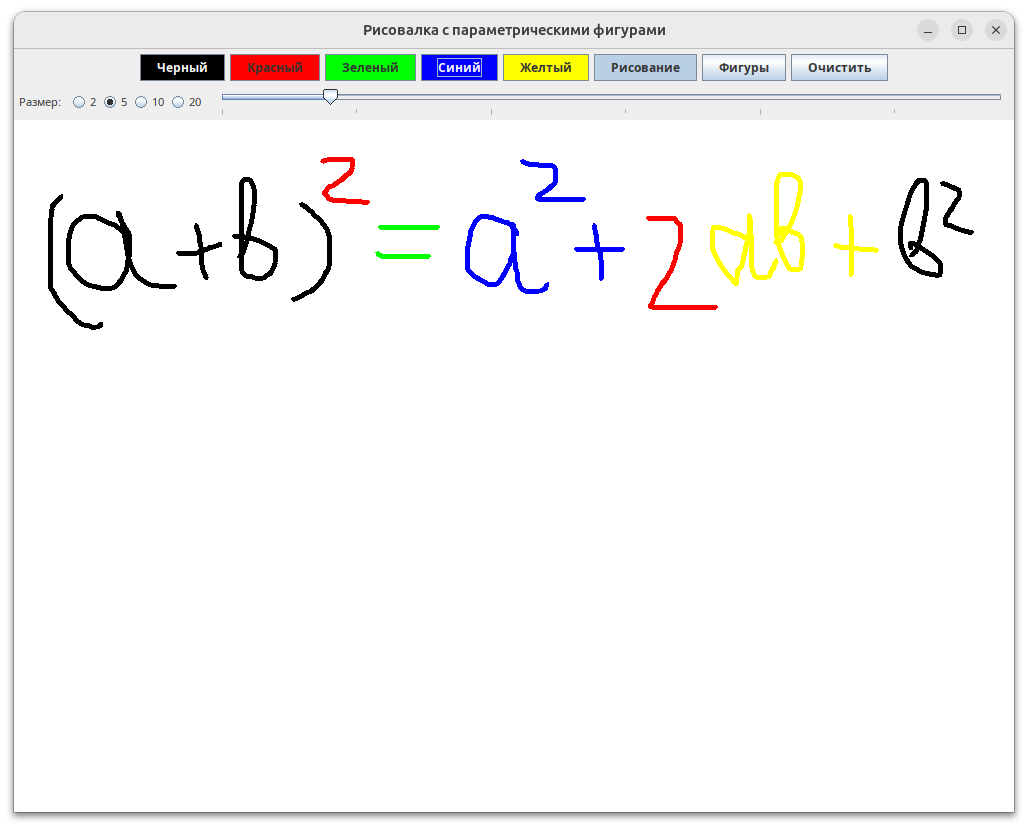 Рисовалка с параметрическими фигурами
Черный Красный Зеленый Синий Желтый Рисование Фигуры Очистить
Размер: 2 5 10 20
(a+b)² = a² + 2ab + b²